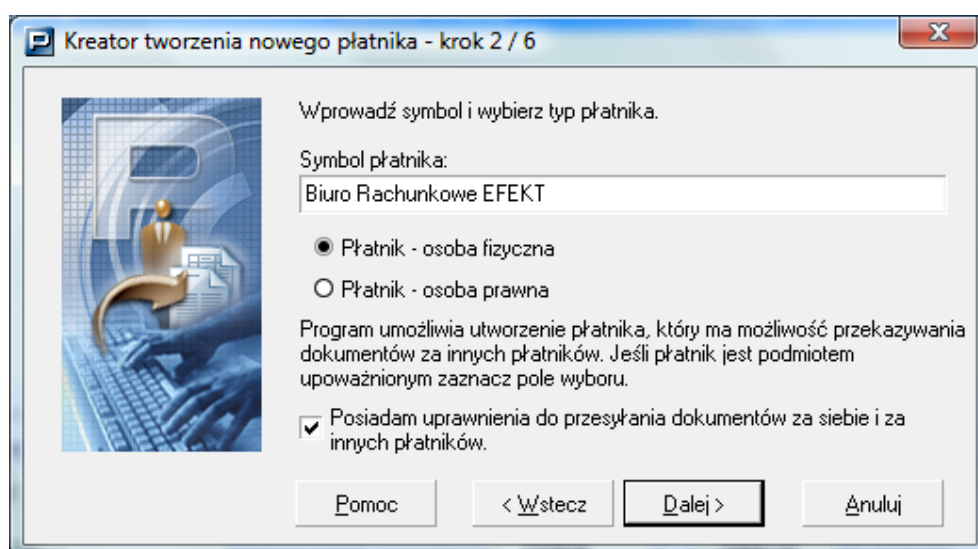 Kreator tworzenia nowego płatnika - krok 2 / 6
Wprowadź symbol i wybierz typ płatnika.
Symbol płatnika:
Biuro Rachunkowe EFEKT
Płatnik - osoba fizyczna
Płatnik - osoba prawna
Program umożliwia utworzenie płatnika, który ma możliwość przekazywania
dokumentów za innych płatników. Jeśli płatnik jest podmiotem
upoważnionym zaznacz pole wyboru.
Posiadam uprawnienia do przesyłania dokumentów za siebie i za
innych płatników.
Pomoc
< Wstecz
Dalej >
Anuluj